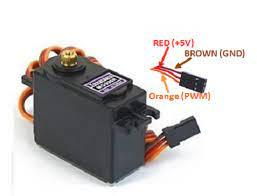 RED (+5V)
BROWN (GND)
Orange (PWM)